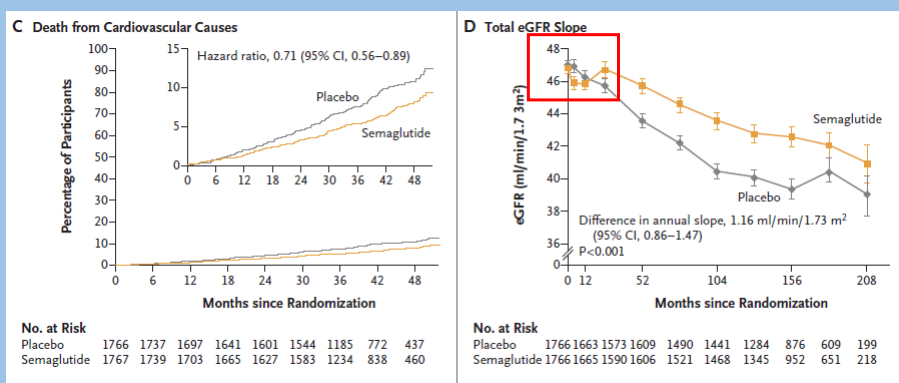 C Death from Cardiovascular Causes
Percentage of Participants
100
90
80
70
60
50
40
30
20
10
0
15
10
5
0
Hazard ratio, 0.71 (95% CI, 0.56–0.89)
Placebo
Semaglutide
0 6 12 18 24 30 36 42 48
0 6 12 18 24 30 36 42 48
Months since Randomization
No. at Risk
Placebo 1766 1737 1697 1641 1601 1544 1185 772 437
Semaglutide 1767 1739 1703 1665 1627 1583 1234 838 460
D Total eGFR Slope
eGFR (ml/min/1.7 3m²)
48
46
44
42
40
38
36
0
Semaglutide
Placebo
Difference in annual slope, 1.16 ml/min/1.73 m²
(95% CI, 0.86–1.47)
P<0.001
0 12 52 104 156 208
Months since Randomization
No. at Risk
Placebo 1766 1663 1573 1609 1490 1441 1284 876 609 199
Semaglutide 1766 1665 1590 1606 1521 1468 1345 952 651 218